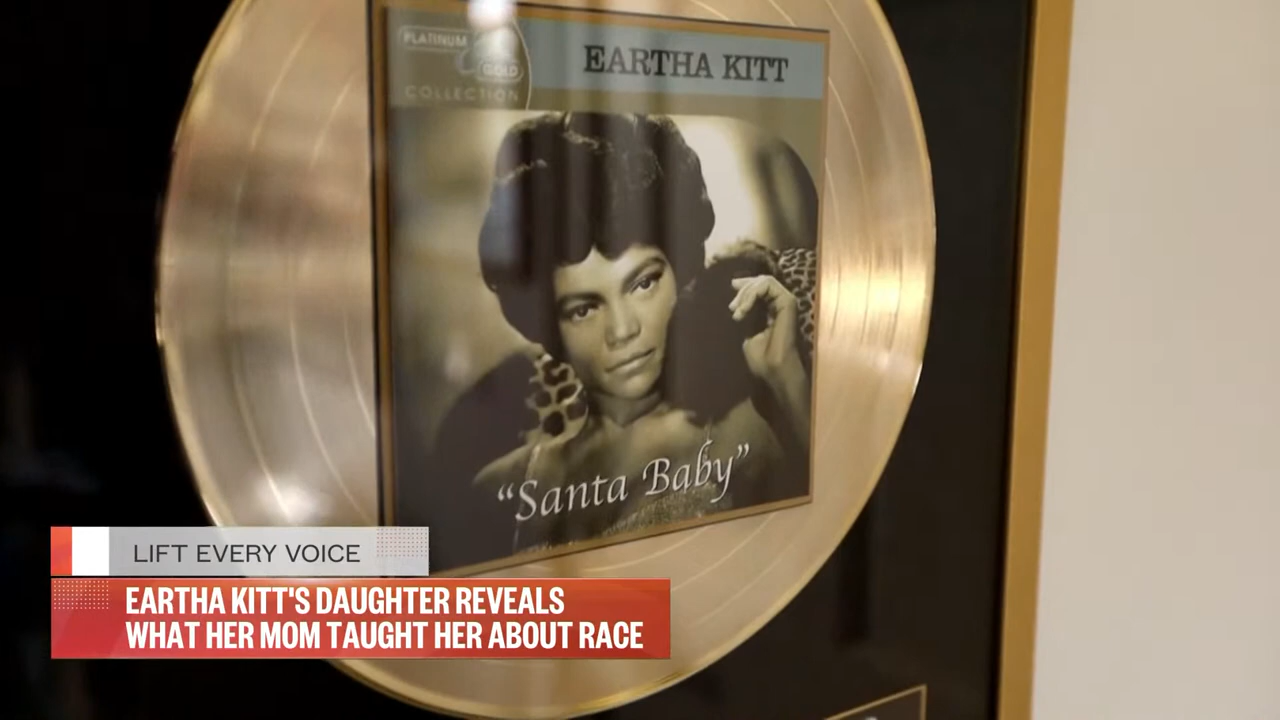 PLATINUM
GOLD
COLLECTION
EARTHA KITT
“Santa Baby”
LIFT EVERY VOICE
EARTHA KITT'S DAUGHTER REVEALS
WHAT HER MOM TAUGHT HER ABOUT RACE